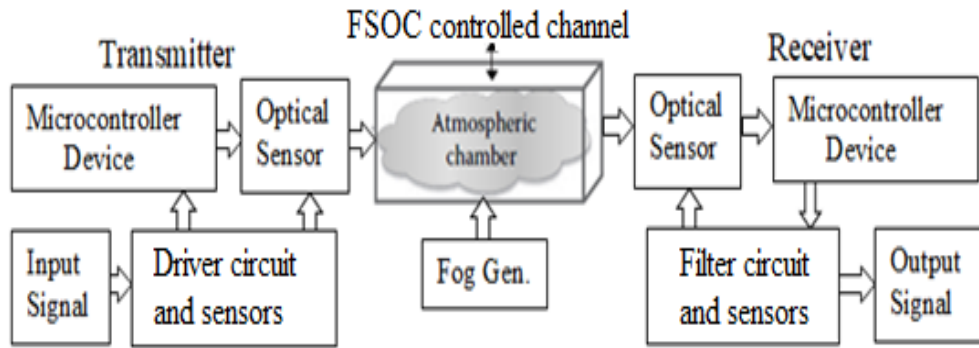 FSOC controlled channel
Transmitter
Receiver
Microcontroller
Device
Optical
Sensor
Atmospheric
chamber
Optical
Sensor
Microcontroller
Device
Input
Signal
Driver circuit
and sensors
Fog Gen.
Filter circuit
and sensors
Output
Signal